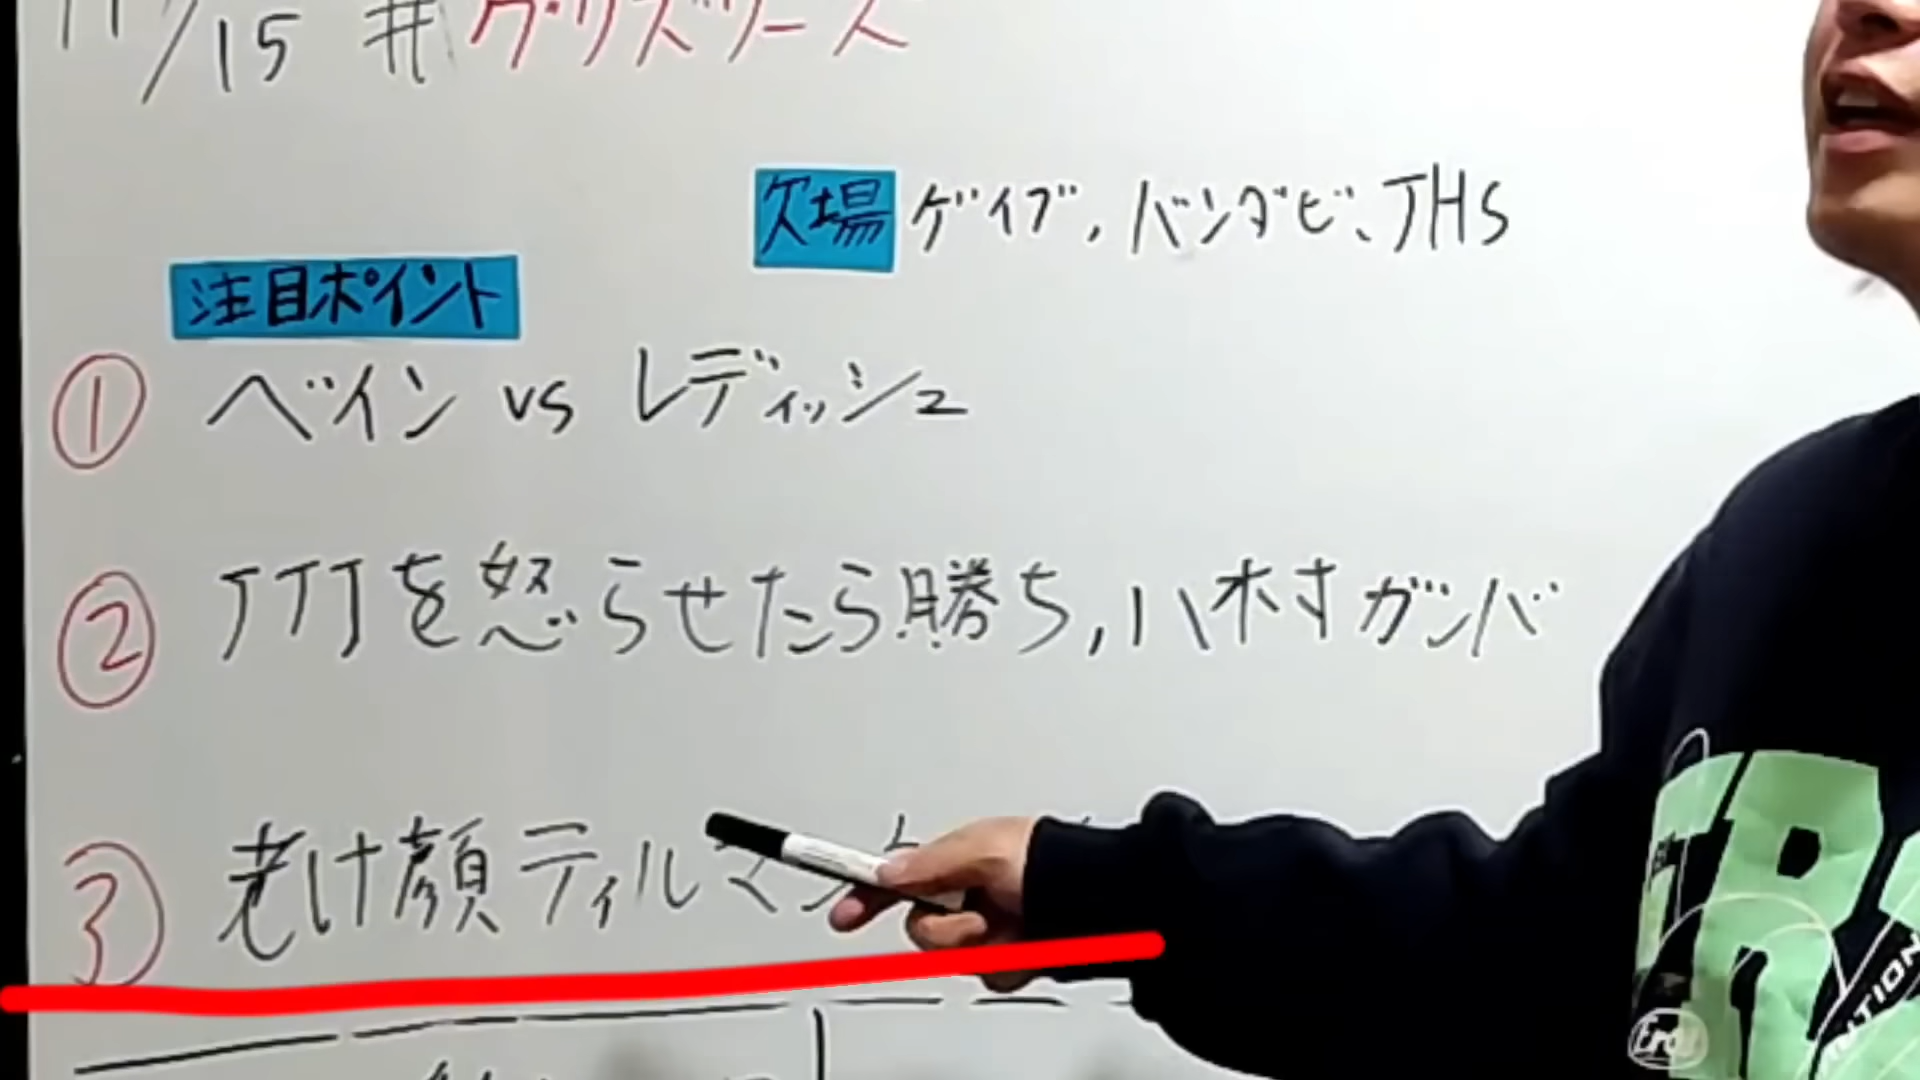 11/15 #グリズリーズ
欠場 ゲイブ, バンダビ、JHS
注目ポイント
① ベイン vs レディッシュ
② JJJを怒らせたら勝ち, 八村ガンバ
③ 老け顔ティルマン